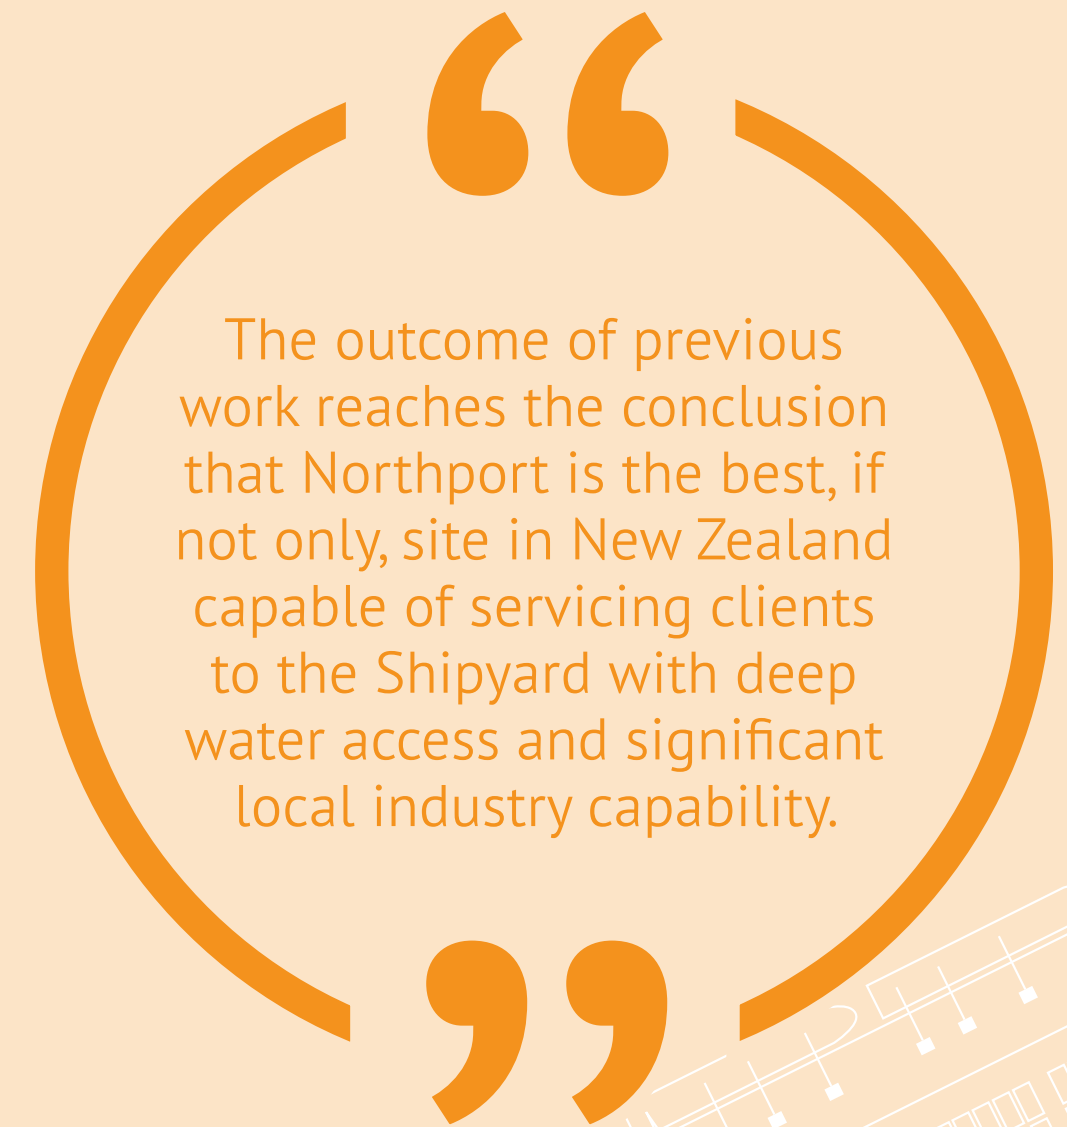 “
The outcome of previous
work reaches the conclusion
that Northport is the best, if
not only, site in New Zealand
capable of servicing clients
to the Shipyard with deep
water access and significant
local industry capability.
”